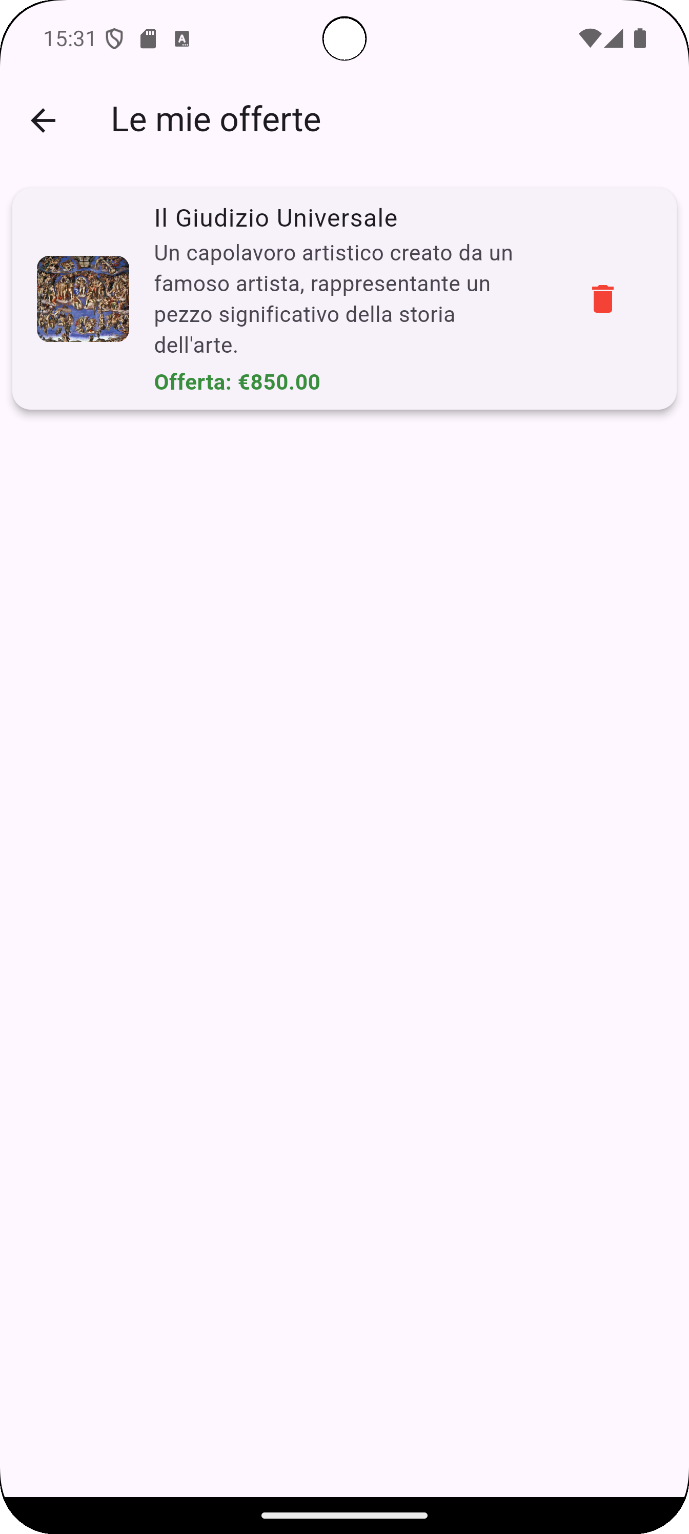 15:31
Le mie offerte
Il Giudizio Universale
Un capolavoro artistico creato da un
famoso artista, rappresentante un
pezzo significativo della storia
dell'arte.
Offerta: €850.00